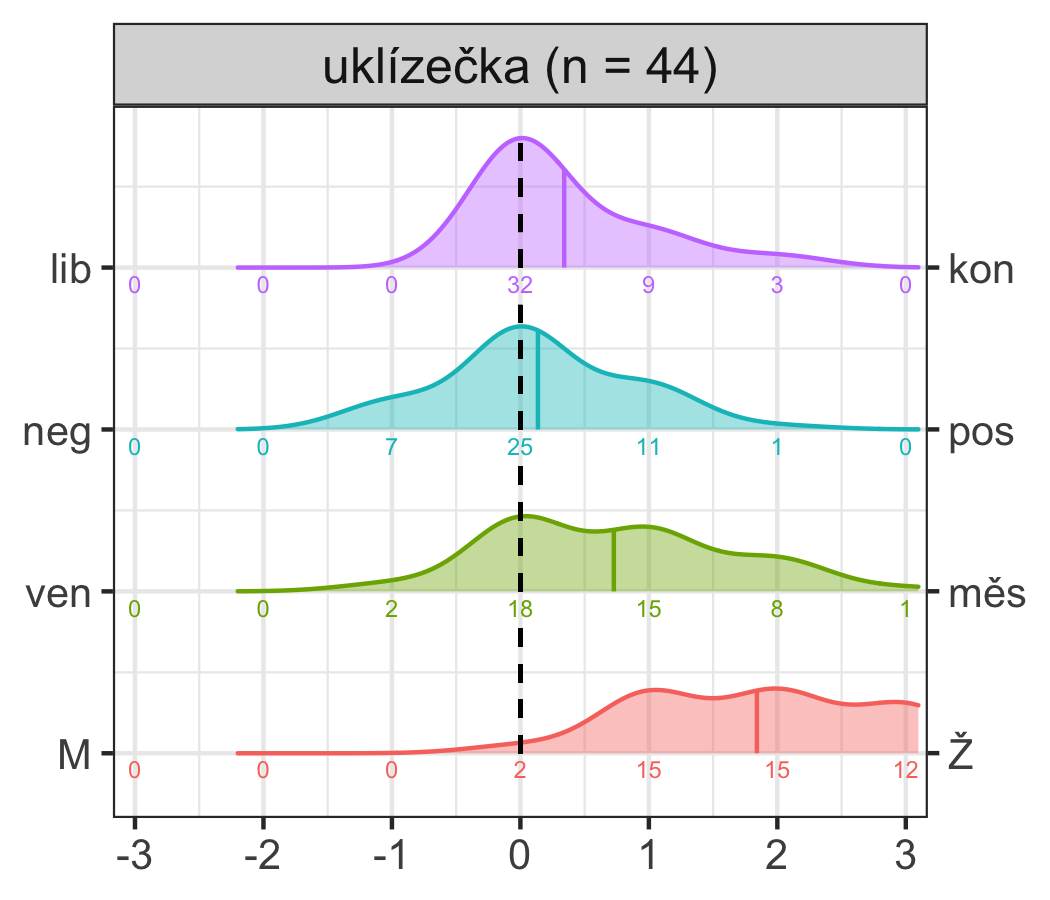 uklízečka (n = 44)
lib kon
0 0 0 32 9 3 0
neg pos
0 0 7 25 11 1 0
ven měs
0 0 2 18 15 8 1
M Ž
0 0 0 2 15 15 12
-3 -2 -1 0 1 2 3